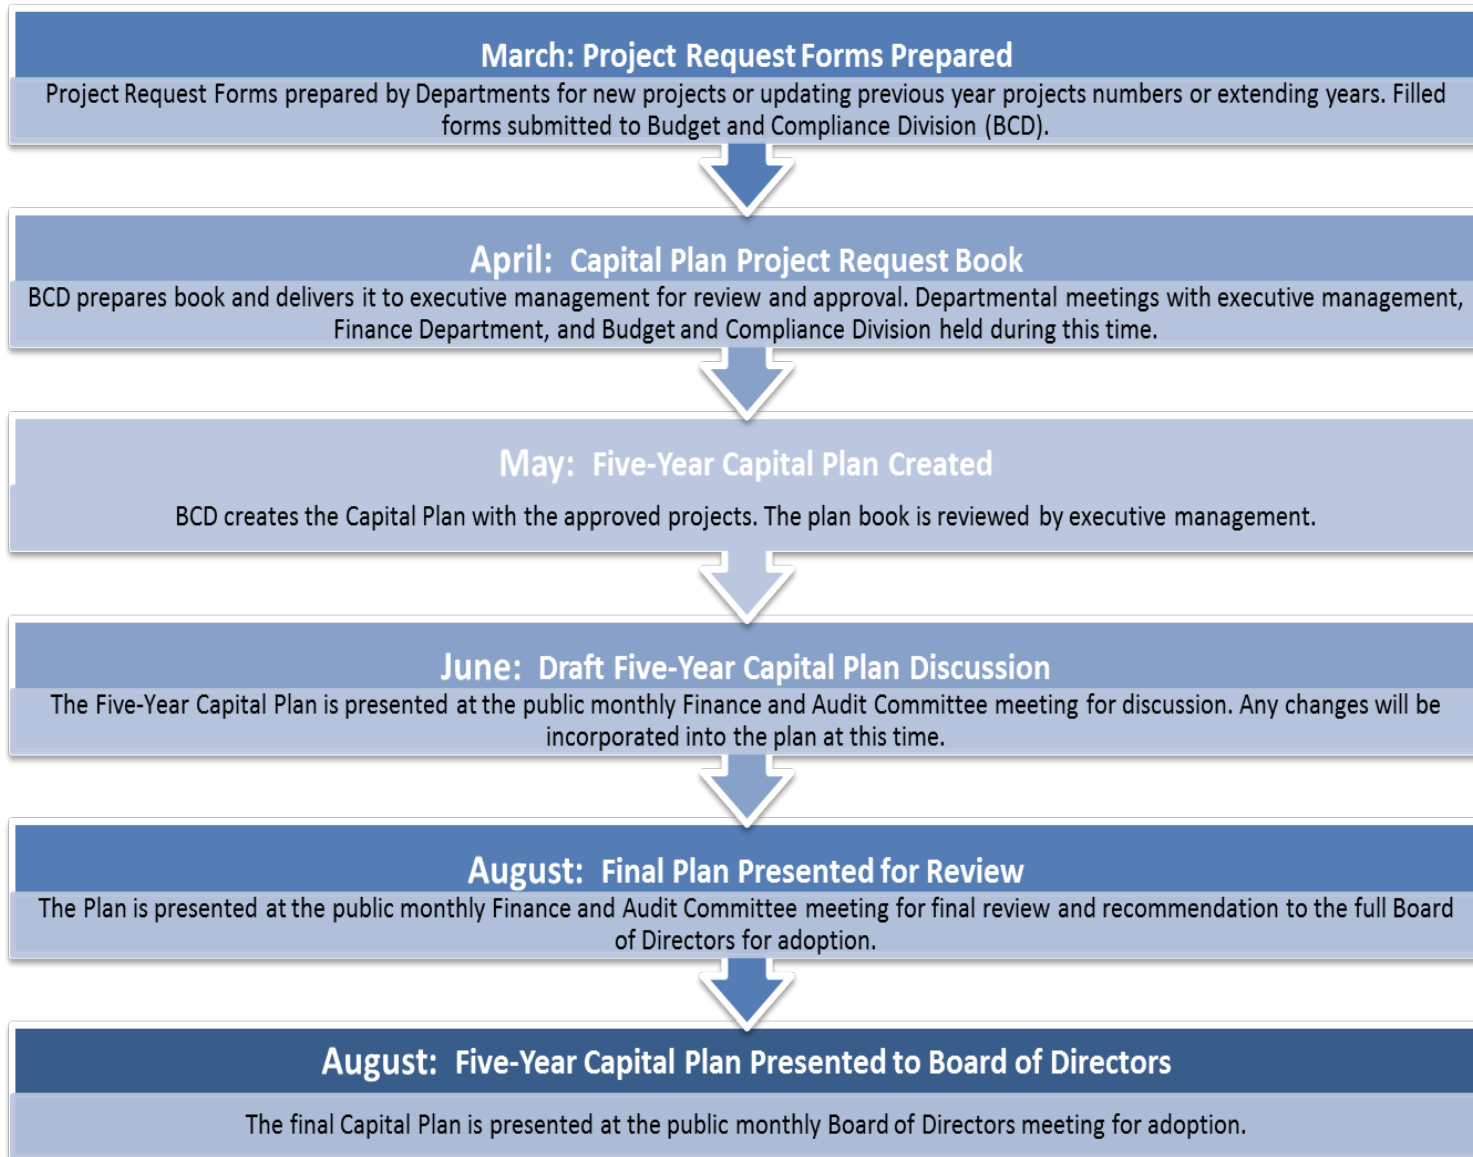 March: Project Request Forms Prepared
Project Request Forms prepared by Departments for new projects or updating previous year projects numbers or extending years. Filled
forms submitted to Budget and Compliance Division (BCD).
April: Capital Plan Project Request Book
BCD prepares book and delivers it to executive management for review and approval. Departmental meetings with executive management,
Finance Department, and Budget and Compliance Division held during this time.
May: Five-Year Capital Plan Created
BCD creates the Capital Plan with the approved projects. The plan book is reviewed by executive management.
June: Draft Five-Year Capital Plan Discussion
The Five-Year Capital Plan is presented at the public monthly Finance and Audit Committee meeting for discussion. Any changes will be
incorporated into the plan at this time.
August: Final Plan Presented for Review
The Plan is presented at the public monthly Finance and Audit Committee meeting for final review and recommendation to the full Board
of Directors for adoption.
August: Five-Year Capital Plan Presented to Board of Directors
The final Capital Plan is presented at the public monthly Board of Directors meeting for adoption.